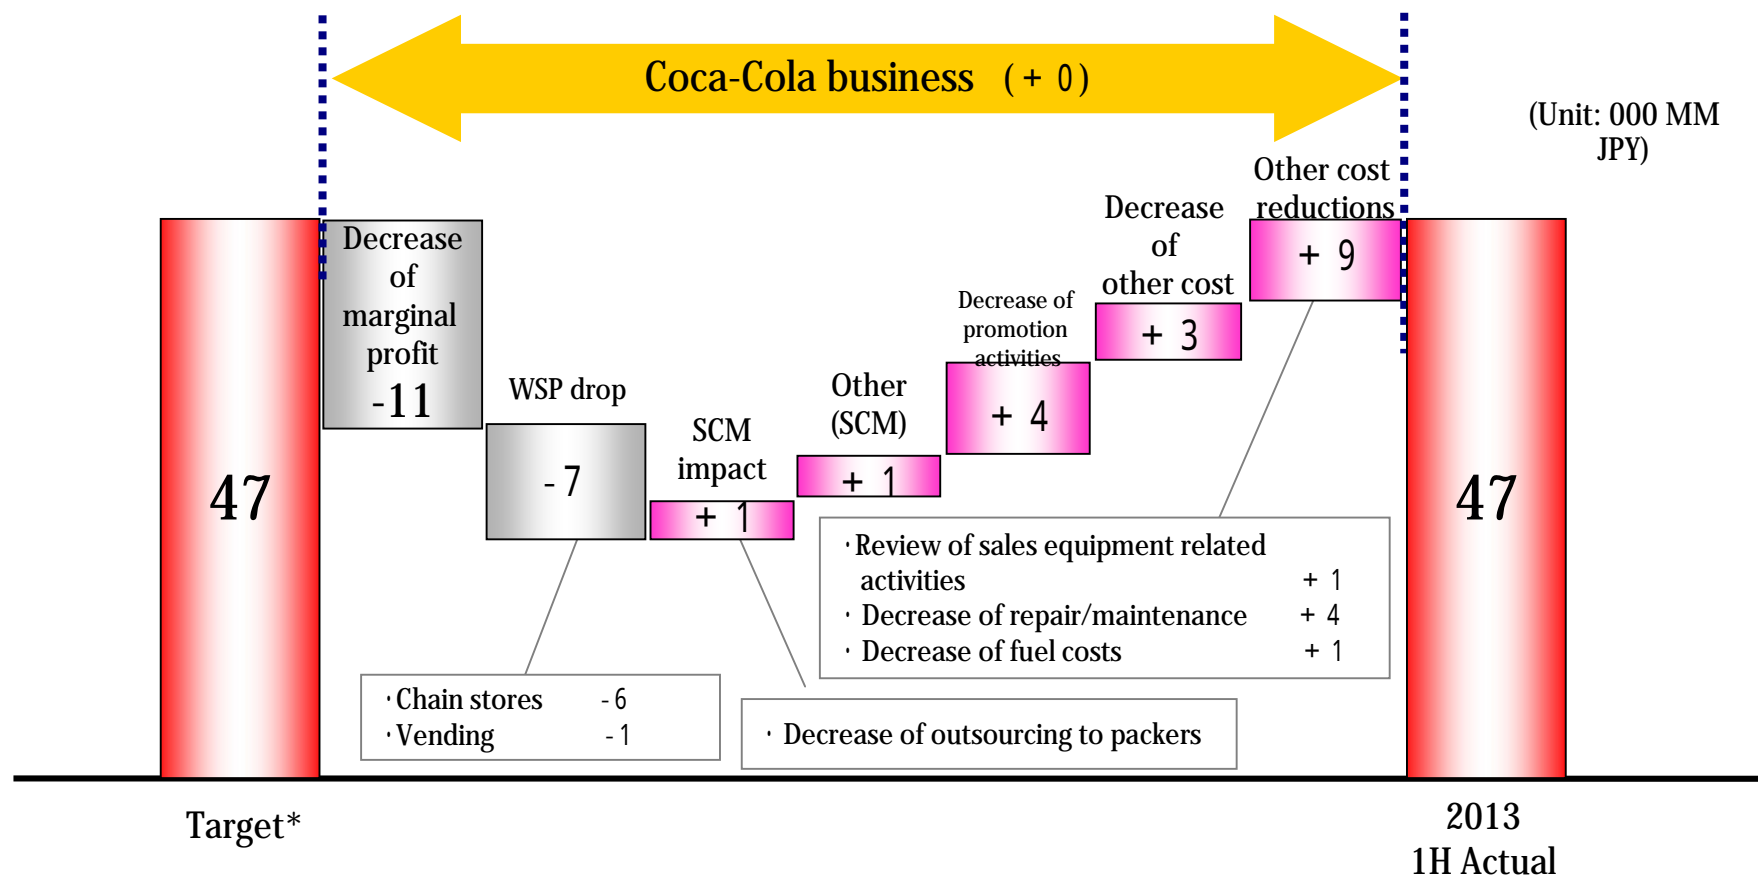 Coca-Cola business (+0)
(Unit: 000 MM
JPY)
Other cost
reductions
+ 9
Decrease
of
other cost
+ 3
Decrease of
promotion
activities
+ 4
Other
(SCM)
+ 1
SCM
impact
+ 1
WSP drop
-7
Decrease
of
marginal
profit
-11
47
47
・Review of sales equipment related
activities + 1
・Decrease of repair/maintenance + 4
・Decrease of fuel costs + 1
・Chain stores -6
・Vending -1
・Decrease of outsourcing to packers
Target*
2013
1H Actual